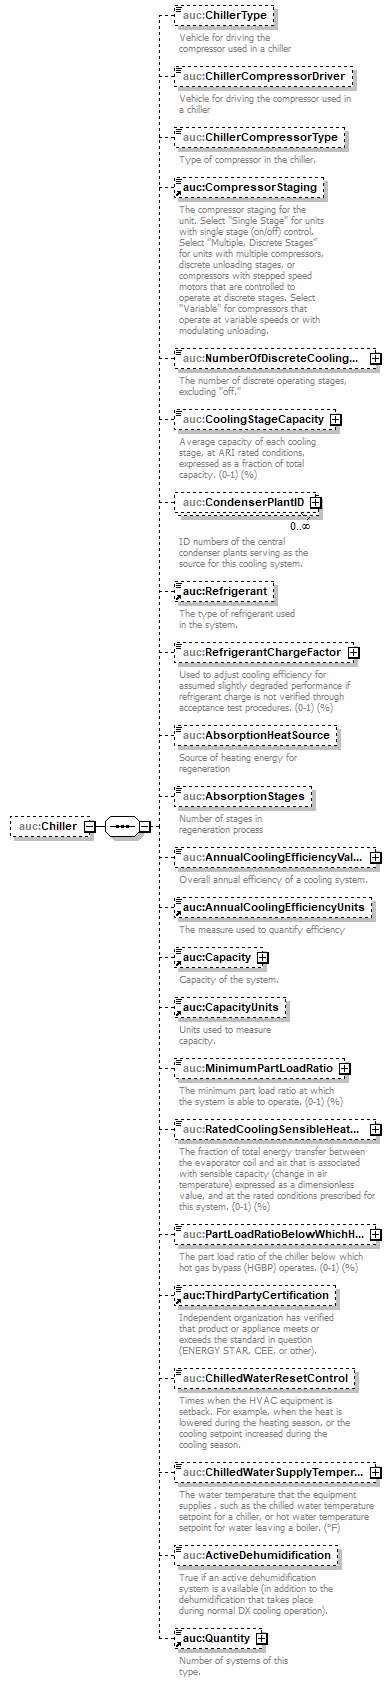 auc:ChillerType
Vehicle for driving the
compressor used in a chiller
auc:ChillerCompressorDriver
Vehicle for driving the compressor used in
a chiller
auc:ChillerCompressorType
Type of compressor in the chiller.
auc:CompressorStaging
The compressor staging for the
unit. Select "Single Stage" for units
with single stage (on/off) control.
Select "Multiple, Discrete Stages"
for units with multiple compressors,
discrete unloading stages, or
compressors with stepped speed
motors that are controlled to
operate at discrete stages. Select
"Variable" for compressors that
operate at variable speeds or with
modulating unloading.
auc:NumberOfDiscreteCooling...
The number of discrete operating stages,
excluding "off."
auc:CoolingStageCapacity
Average capacity of each cooling
stage, at ARI rated conditions,
expressed as a fraction of total
capacity. (0-1) (%)
auc:CondenserPlantID
0..∞
ID numbers of the central
condenser plants serving as the
source for this cooling system.
auc:Refrigerant
The type of refrigerant used
in the system.
auc:RefrigerantChargeFactor
Used to adjust cooling efficiency for
assumed slightly degraded performance if
refrigerant charge is not verified through
acceptance test procedures. (0-1) (%)
auc:AbsorptionHeatSource
Source of heating energy for
regeneration
auc:AbsorptionStages
Number of stages in
regeneration process
auc:Chiller
auc:AnnualCoolingEfficiencyVal...
Overall annual efficiency of a cooling system.
auc:AnnualCoolingEfficiencyUnits
The measure used to quantify efficiency
auc:Capacity
Capacity of the system.
auc:CapacityUnits
Units used to measure
capacity.
auc:MinimumPartLoadRatio
The minimum part load ratio at which
the system is able to operate. (0-1) (%)
auc:RatedCoolingSensibleHeat...
The fraction of total energy transfer between
the evaporator coil and air that is associated
with sensible capacity (change in air
temperature) expressed as a dimensionless
value, and at the rated conditions prescribed for
this system. (0-1) (%)
auc:PartLoadRatioBelowWhichH...
The part load ratio of the chiller below which
hot gas bypass (HGBP) operates. (0-1) (%)
auc:ThirdPartyCertification
Independent organization has verified
that product or appliance meets or
exceeds the standard in question
(ENERGY STAR, CEE, or other).
auc:ChilledWaterResetControl
Times when the HVAC equipment is
setback. For example, when the heat is
lowered during the heating season, or the
cooling setpoint increased during the
cooling season.
auc:ChilledWaterSupplyTemper...
The water temperature that the equipment
supplies , such as the chilled water temperature
setpoint for a chiller, or hot water temperature
setpoint for water leaving a boiler. (°F)
auc:ActiveDehumidification
True if an active dehumidification
system is available (in addition to the
dehumidification that takes place
during normal DX cooling operation).
auc:Quantity
Number of systems of this
type.